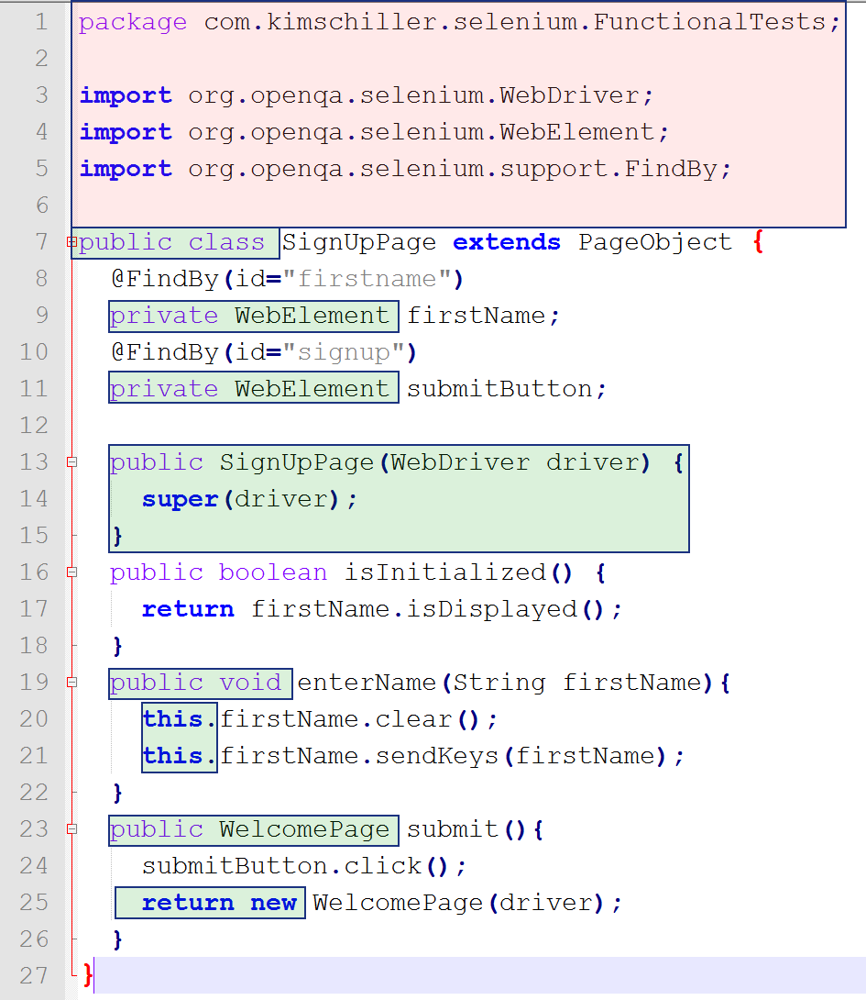 1 package com.kimschiller.selenium.FunctionalTests;
2
3 import org.openqa.selenium.WebDriver;
4 import org.openqa.selenium.WebElement;
5 import org.openqa.selenium.support.FindBy;
6
7 public class SignUpPage extends PageObject {
8   @FindBy(id="firstname")
9   private WebElement firstName;
10   @FindBy(id="signup")
11   private WebElement submitButton;
12
13   public SignUpPage(WebDriver driver) {
14     super(driver);
15   }
16   public boolean isInitialized() {
17     return firstName.isDisplayed();
18   }
19   public void enterName(String firstName){
20     this.firstName.clear();
21     this.firstName.sendKeys(firstName);
22   }
23   public WelcomePage submit(){
24     submitButton.click();
25     return new WelcomePage(driver);
26   }
27 }